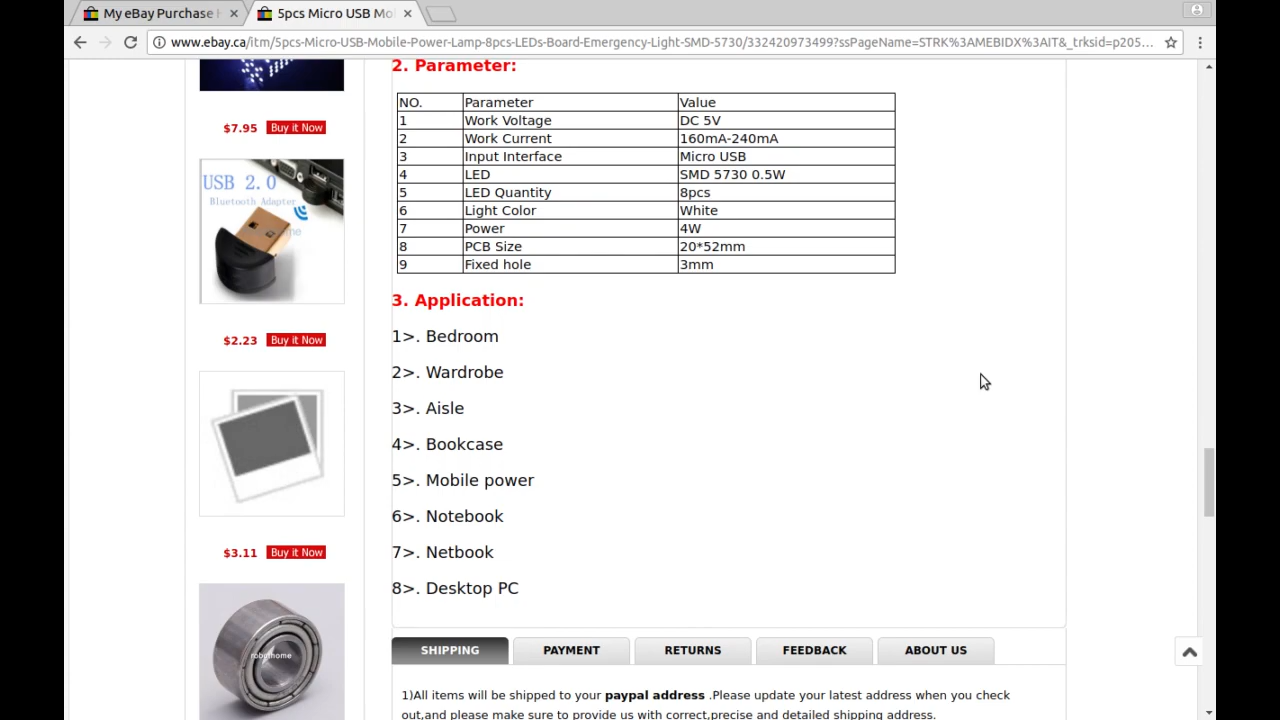 My eBay Purchase H
5pcs Micro USB Mo
www.ebay.ca/itm/5pcs-Micro-USB-Mobile-Power-Lamp-8pcs-LEDs-Board-Emergency-Light-SMD-5730/332420973499?ssPageName=STRK%3AMEBIDX%3AIT&_trksid=p205...
$7.95 Buy it Now
USB 2.0
Bluetooth Adapter
$2.23 Buy it Now
$3.11 Buy it Now
robothome
2. Parameter:
NO. Parameter Value
1 Work Voltage DC 5V
2 Work Current 160mA-240mA
3 Input Interface Micro USB
4 LED SMD 5730 0.5W
5 LED Quantity 8pcs
6 Light Color White
7 Power 4W
8 PCB Size 20*52mm
9 Fixed hole 3mm
3. Application:
1>. Bedroom
2>. Wardrobe
3>. Aisle
4>. Bookcase
5>. Mobile power
6>. Notebook
7>. Netbook
8>. Desktop PC
SHIPPING PAYMENT RETURNS FEEDBACK ABOUT US
1)All items will be shipped to your paypal address .Please update your latest address when you check
out,and please make sure to provide us with correct,precise and detailed shipping address.